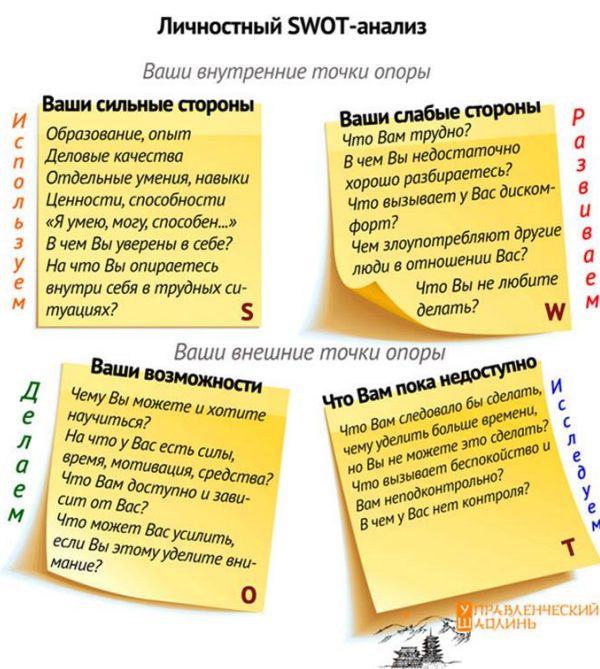 Личностный SWOT-анализ
Ваши внутренние точки опоры
Используем
Ваши сильные стороны
Образование, опыт
Деловые качества
Отдельные умения, навыки
Ценности, способности
«Я умею, могу, способен...»
В чем Вы уверены в себе?
На что Вы опираетесь
внутри себя в трудных си-
туациях?
S
Ваши слабые стороны
Что Вам трудно?
В чем Вы недостаточно
хорошо разбираетесь?
Что вызывает у Вас диском-
форт?
Чем злоупотребляют другие
люди в отношении Вас?
Что Вы не любите
делать?
W
Развиваем
Ваши внешние точки опоры
Делаем
Ваши возможности
Чему Вы можете и хотите
научиться?
На что у Вас есть силы,
время, мотивация, средства?
Что Вам доступно и зави-
сит от Вас?
Что может Вас усилить,
если Вы этому уделите вни-
мание?
O
Что Вам пока недоступно
Что Вам следовало бы сделать,
чему уделить больше времени,
но Вы не можете это сделать?
Что вызывает беспокойство и
Вам неподконтрольно?
В чем у Вас нет контроля?
T
Исследуем
УПРАВЛЕНЧЕСКИЙ
ШАОЛИНЬ